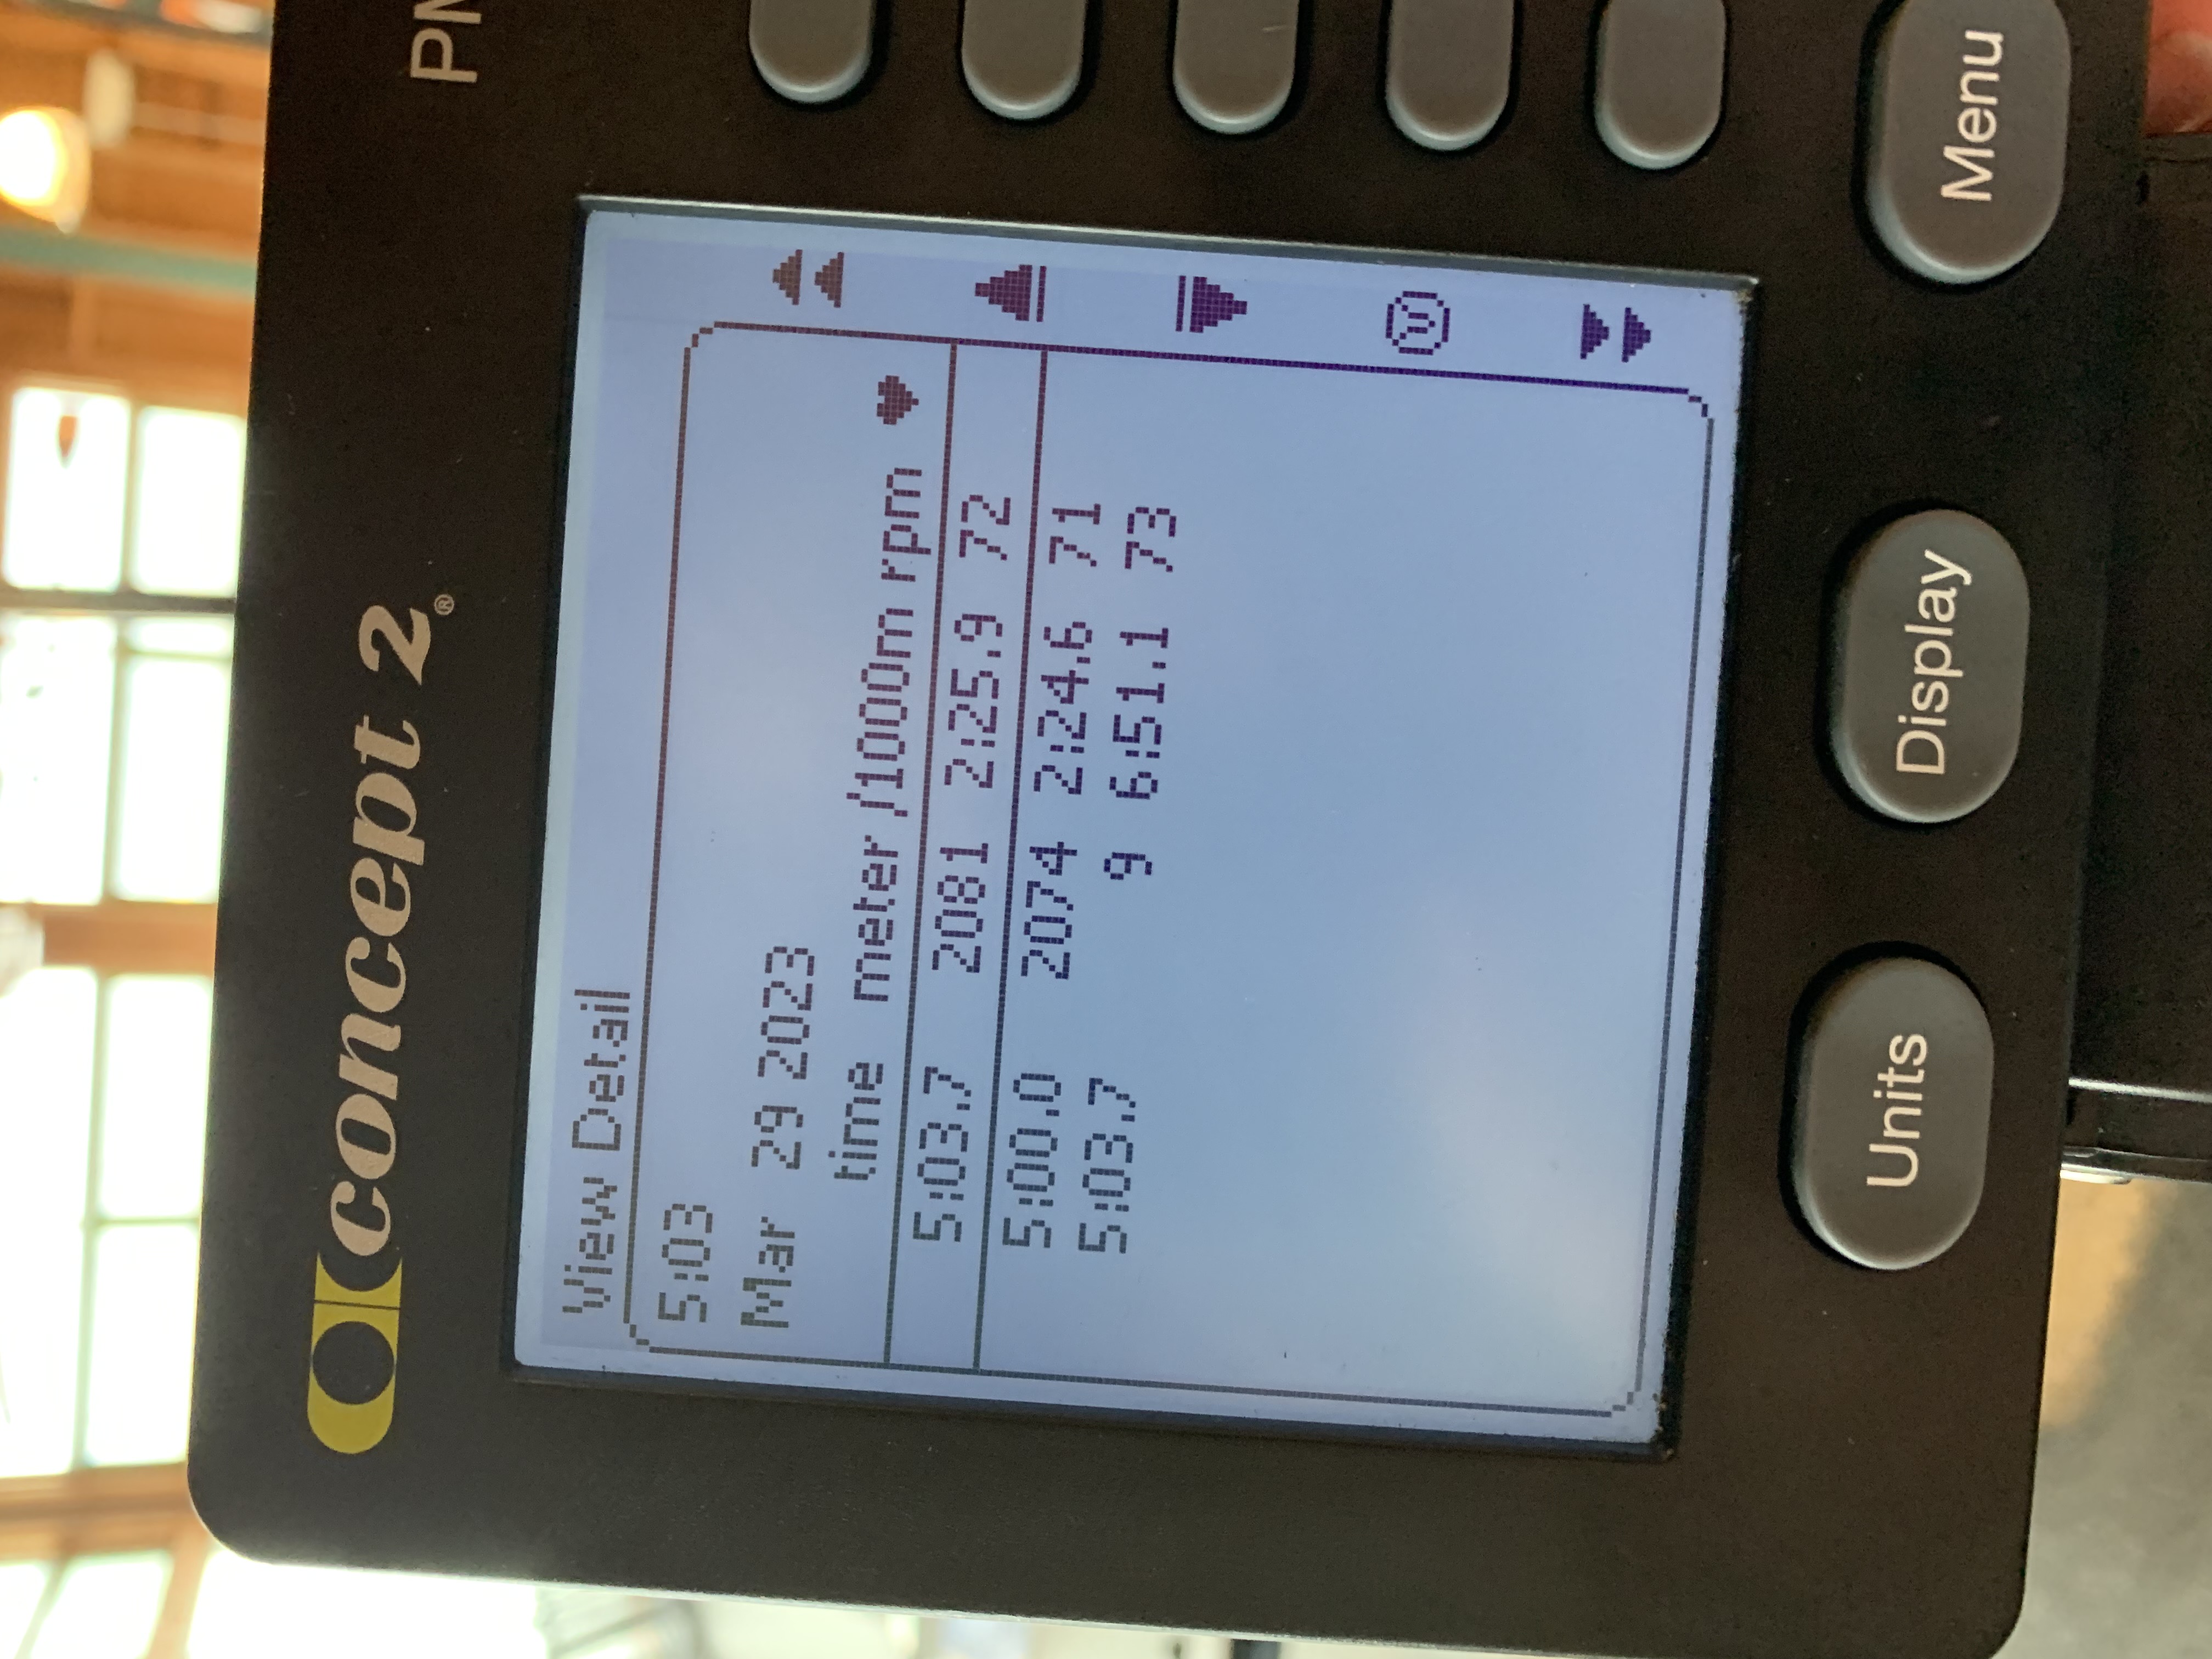 concept 2®
PM
View Detail
5:03
Mar 29 2023
time meter /1000m rpm
5:03.7 2081 2:25.9 72
5:00.0 2074 2:24.6 71
5:03.7 9 6:51.1 73
Units Display Menu